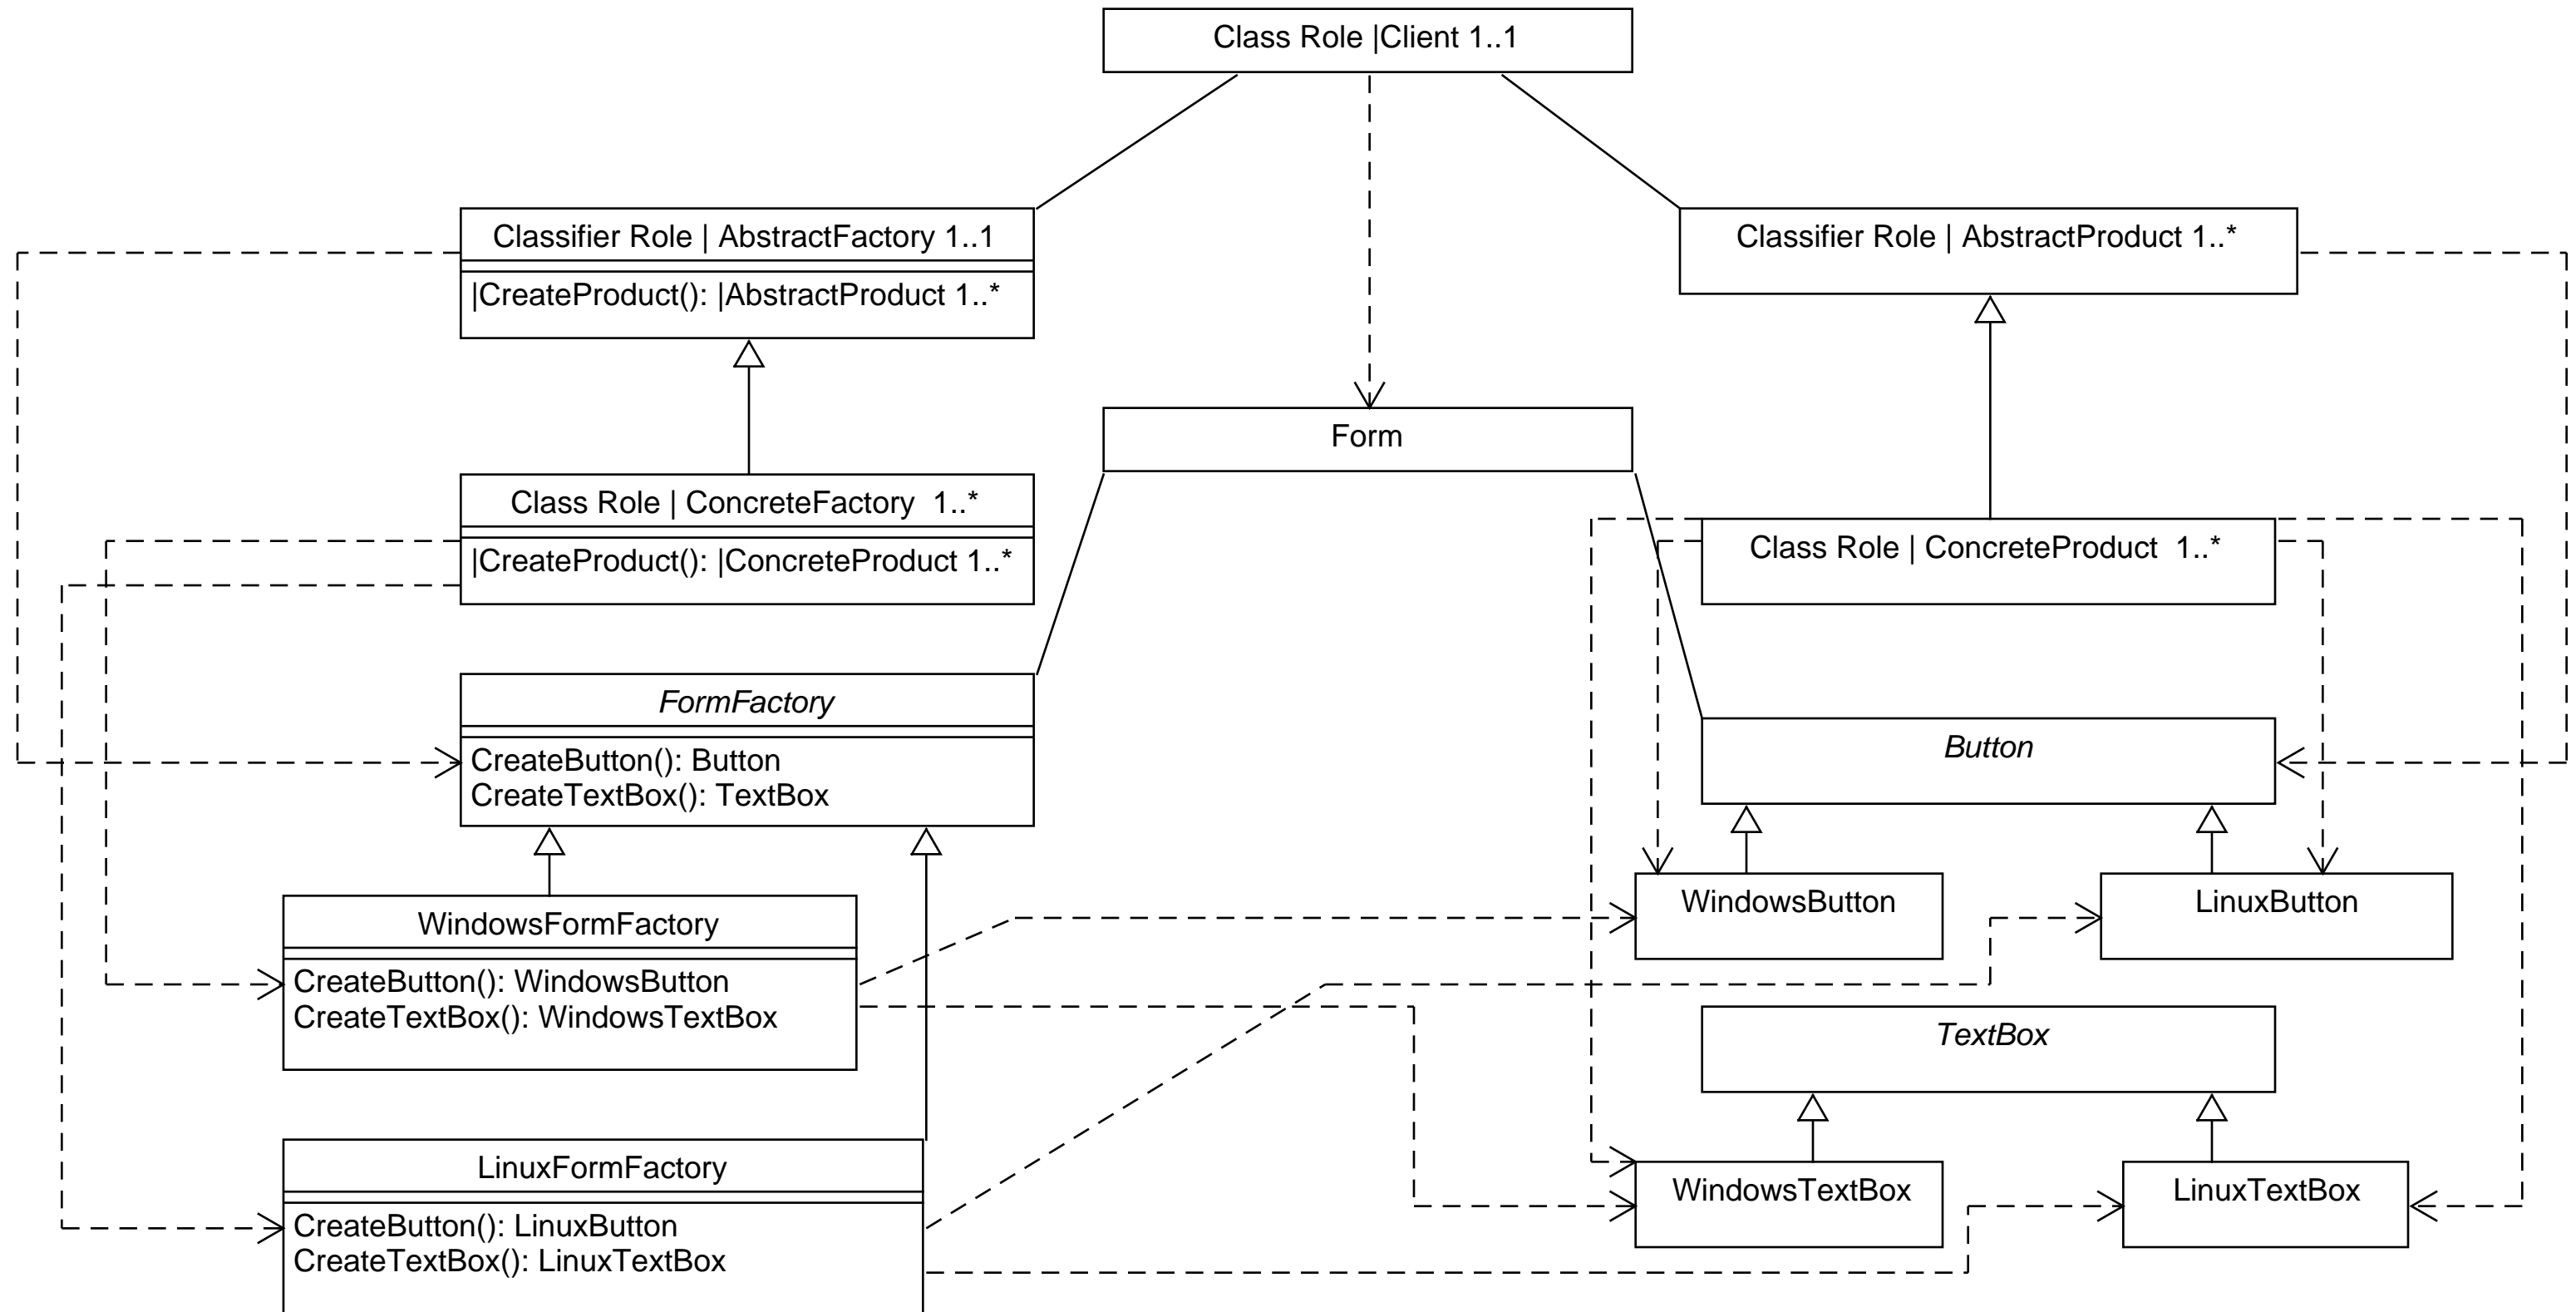 Class Role |Client 1..1
Classifier Role | AbstractFactory 1..1
|CreateProduct(): |AbstractProduct 1..*
Classifier Role | AbstractProduct 1..*
Form
Class Role | ConcreteFactory  1..*
|CreateProduct(): |ConcreteProduct 1..*
Class Role | ConcreteProduct  1..*
FormFactory
CreateButton(): Button
CreateTextBox(): TextBox
Button
WindowsFormFactory
CreateButton(): WindowsButton
CreateTextBox(): WindowsTextBox
WindowsButton
LinuxButton
TextBox
LinuxFormFactory
CreateButton(): LinuxButton
CreateTextBox(): LinuxTextBox
WindowsTextBox
LinuxTextBox